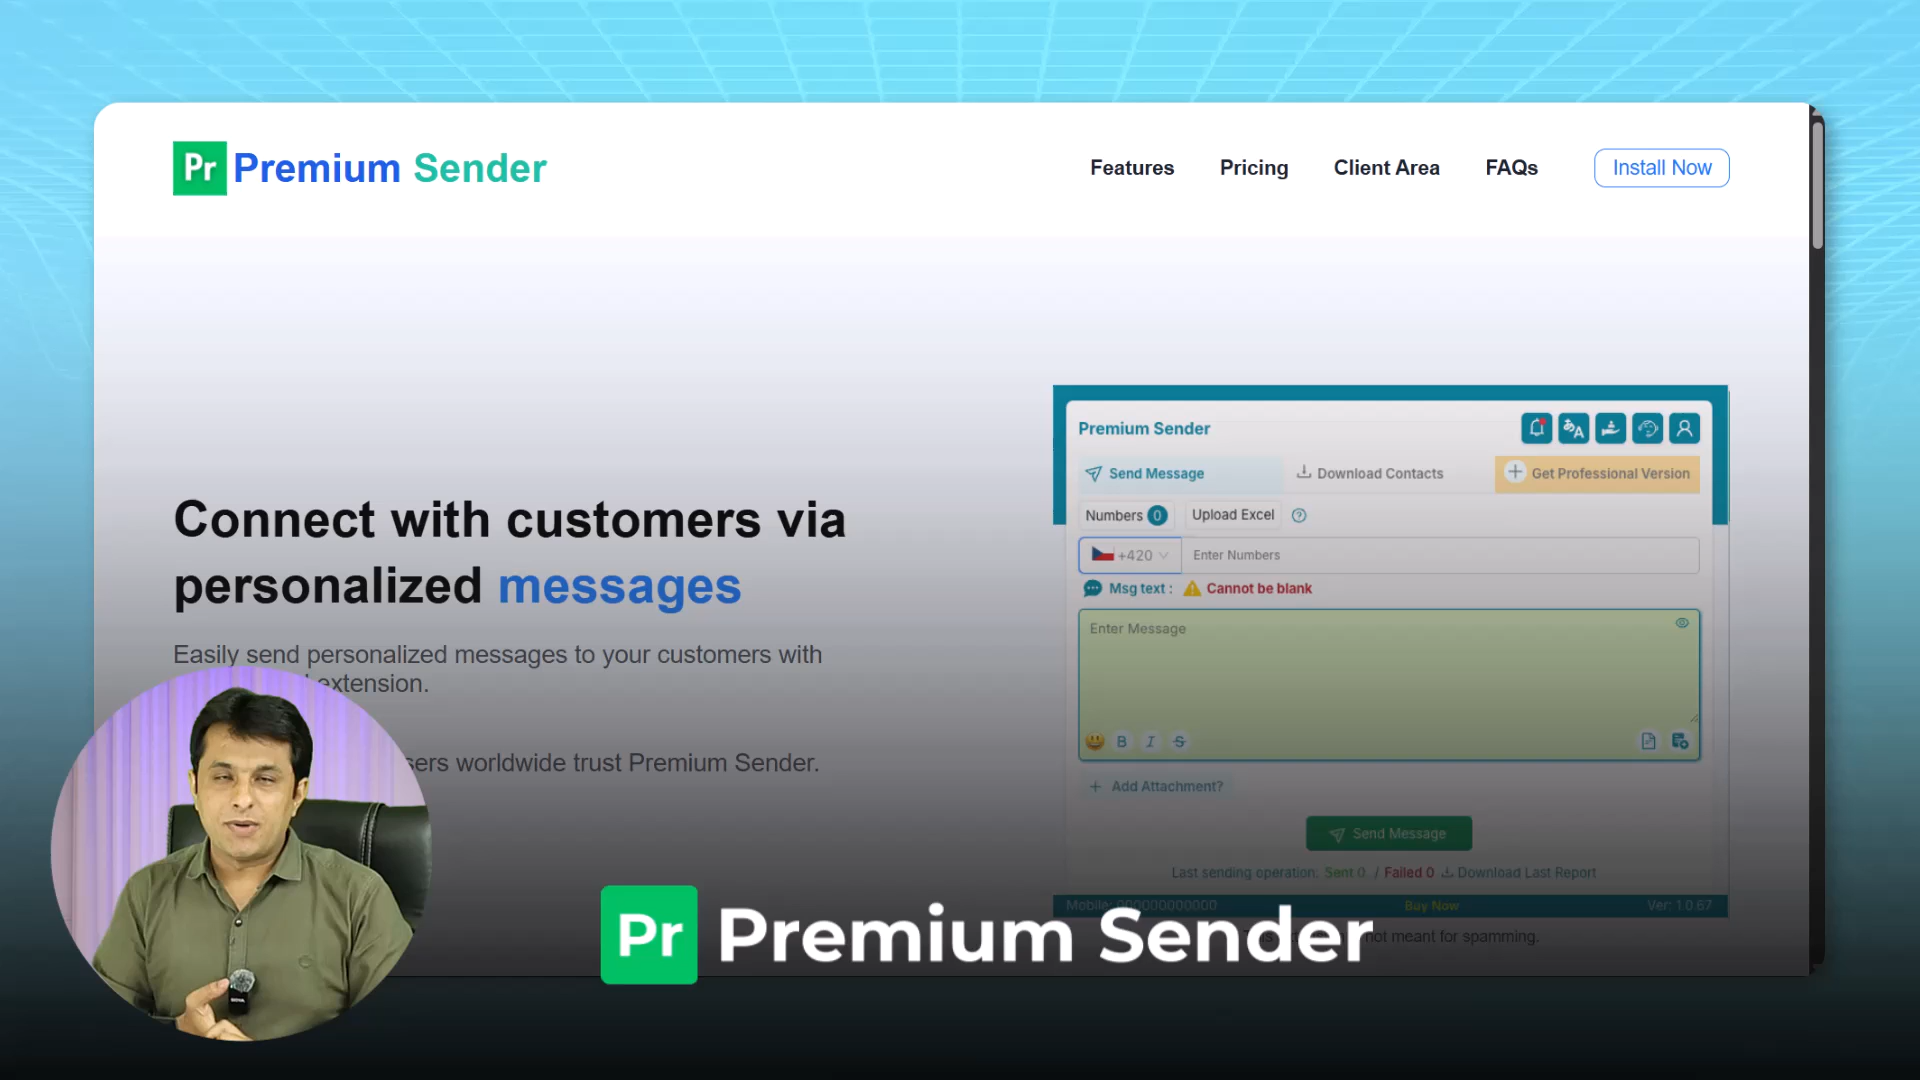 Pr Premium Sender
Features
Pricing
Client Area
FAQs
Install Now
Connect with customers via
personalized messages
Easily send personalized messages to your customers with
extension.
worldwide trust Premium Sender.
Premium Sender
Send Message
Download Contacts
Get Professional Version
Numbers 0
Upload Excel
+420
Enter Numbers
Msg text :
Cannot be blank
Enter Message
B I S
Add Attachment?
Send Message
Last sending operation: Sent 0 / Failed 0 Download Last Report
Mobile: 000000000000
Buy Now
Ver: 1.0.67
not meant for spamming.
Pr Premium Sender